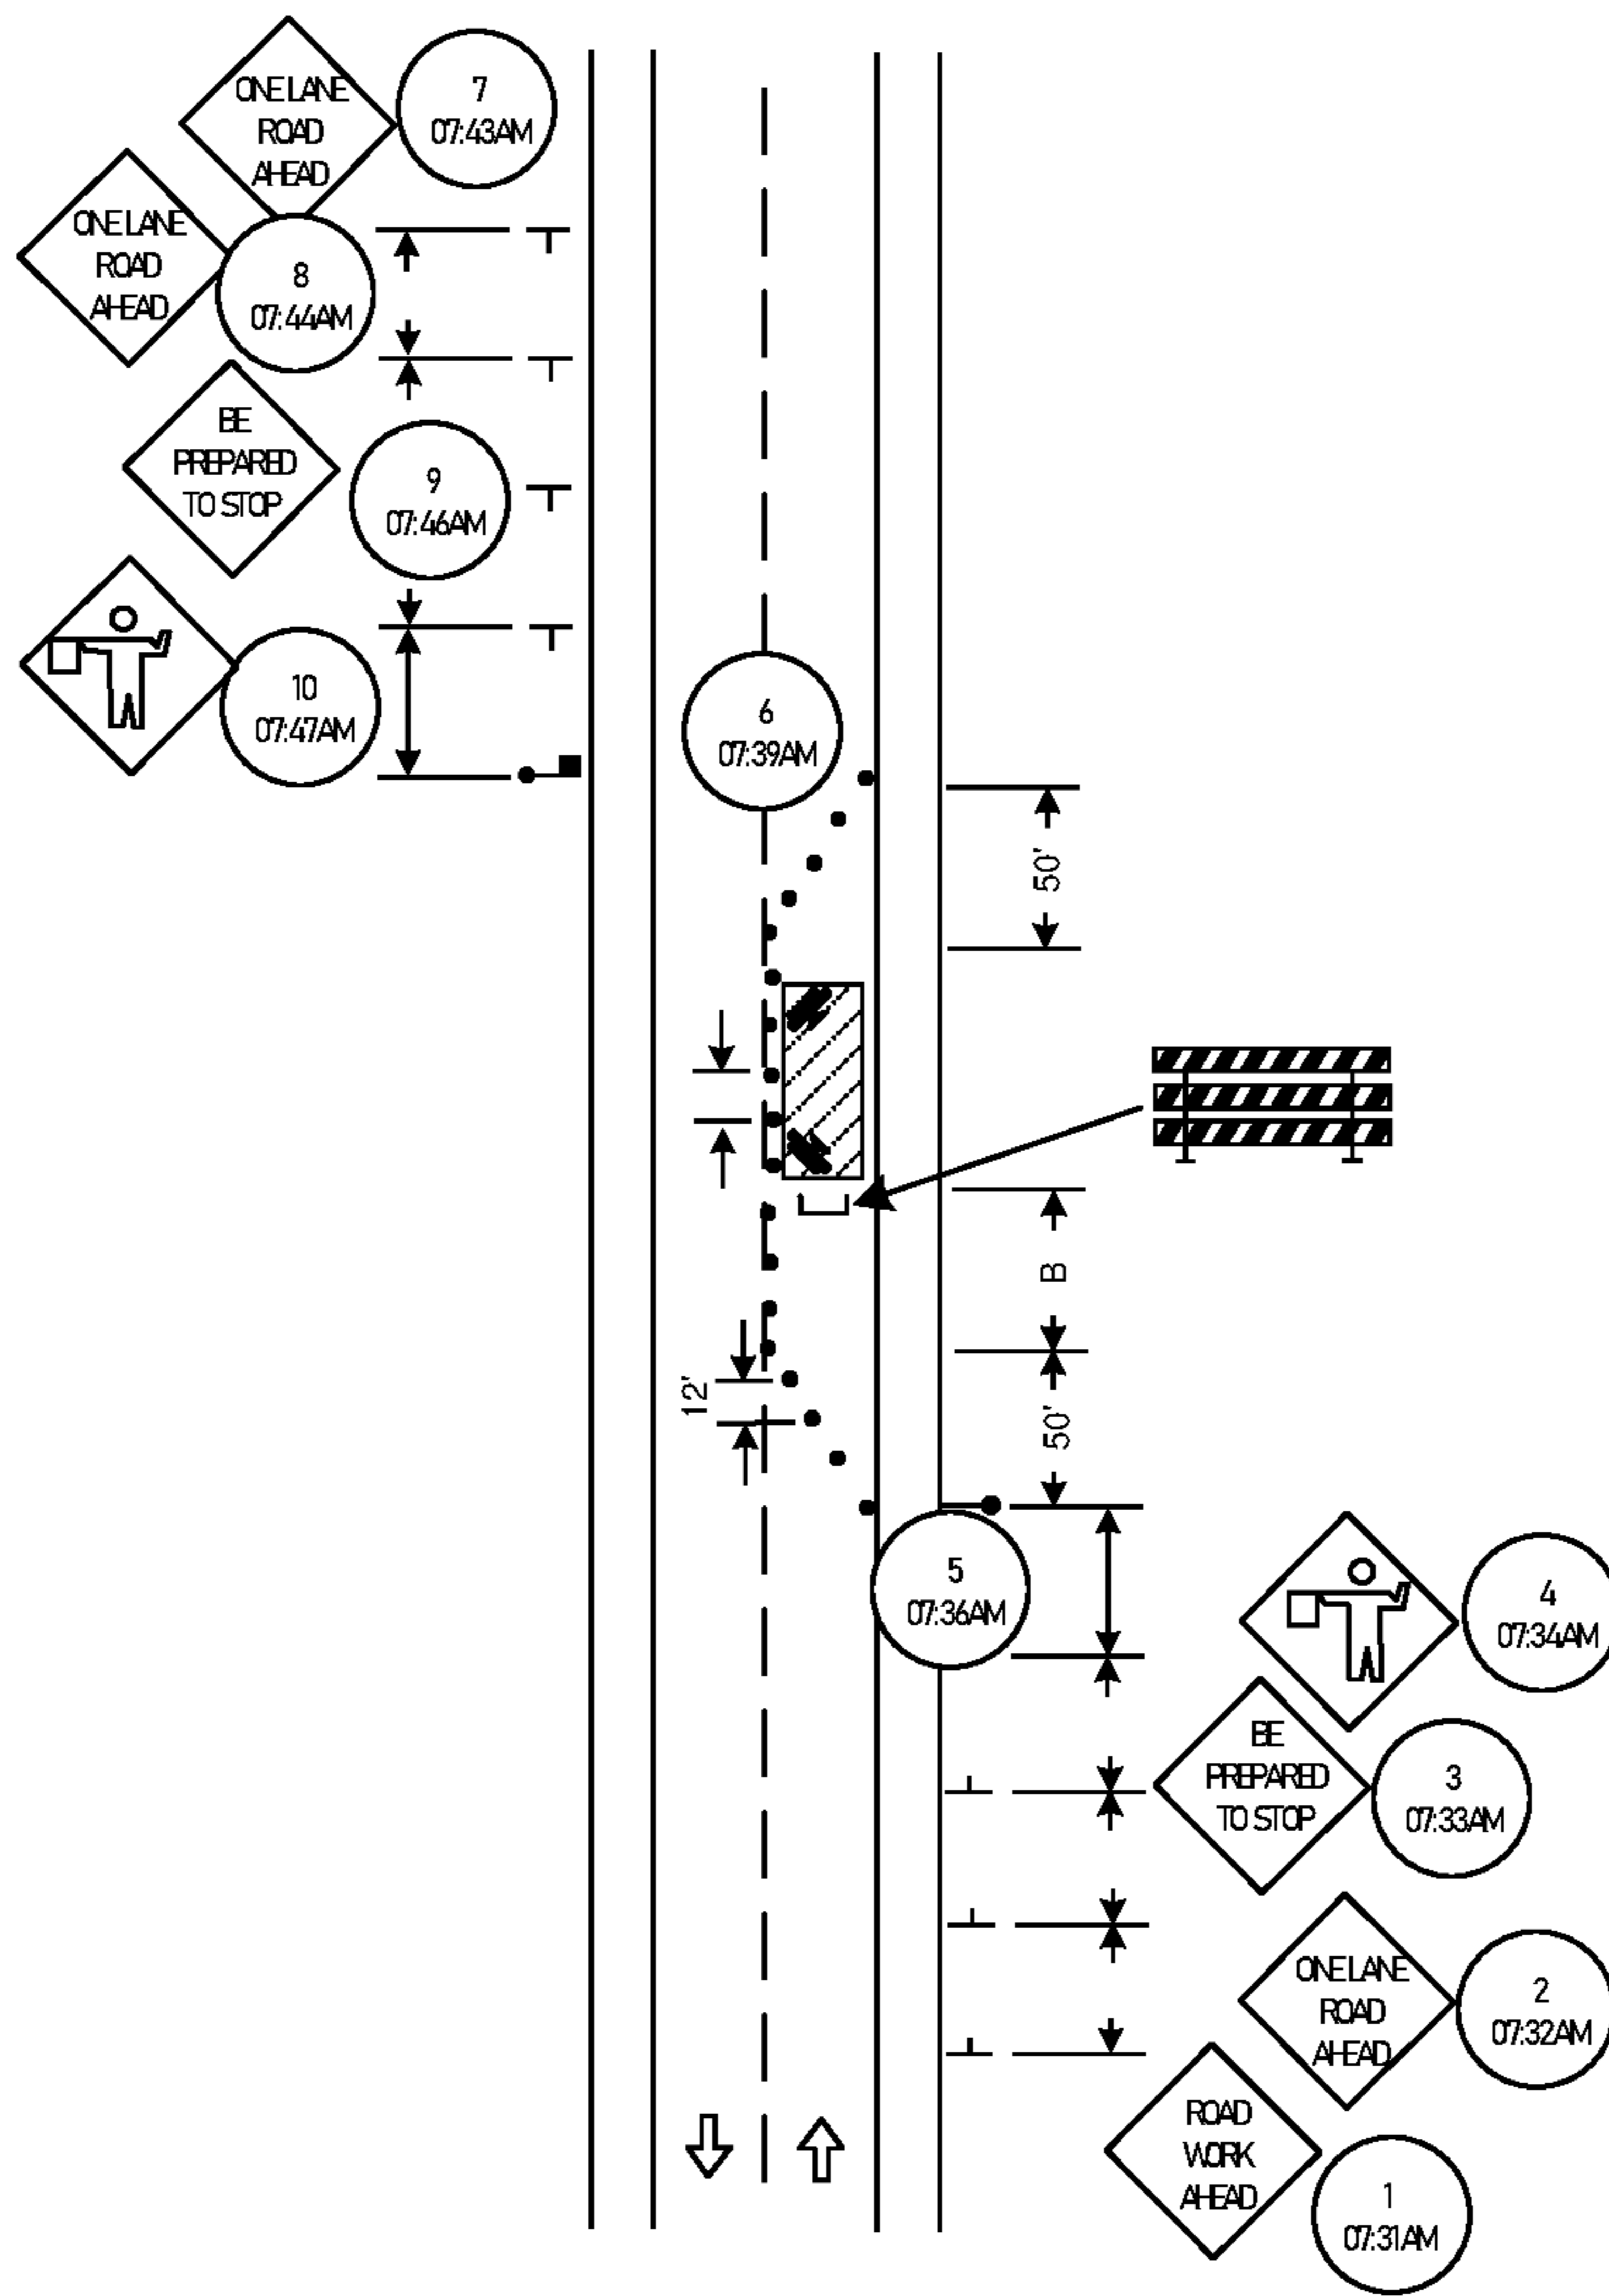 ONE LANE
ROAD
AHEAD
7
07:43AM
ONE LANE
ROAD
AHEAD
8
07:44AM
BE
PREPARED
TO STOP
9
07:46AM
10
07:47AM
6
07:39AM
50'
B
12'
50'
5
07:36AM
4
07:34AM
BE
PREPARED
TO STOP
3
07:33AM
ONE LANE
ROAD
AHEAD
2
07:32AM
ROAD
WORK
AHEAD
1
07:31AM